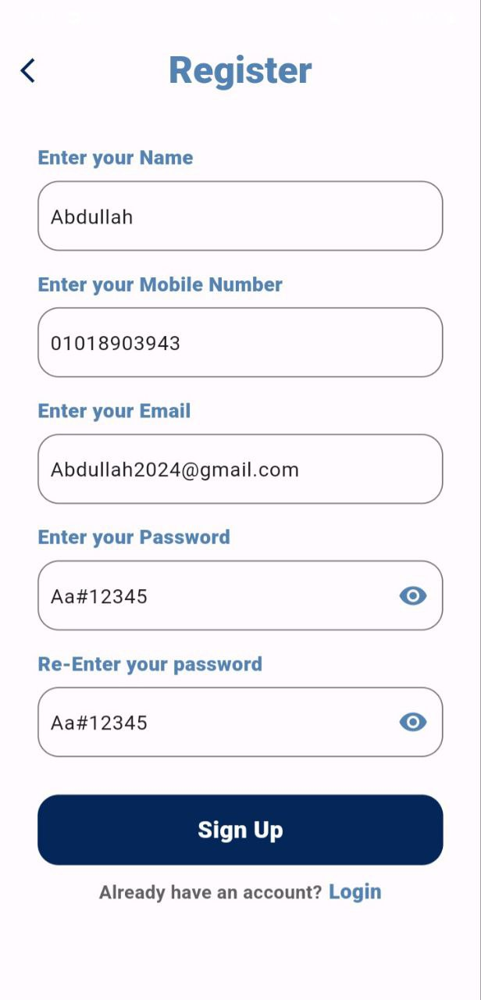 Register
Enter your Name
Abdullah
Enter your Mobile Number
01018903943
Enter your Email
Abdullah2024@gmail.com
Enter your Password
Aa#12345
Re-Enter your password
Aa#12345
Sign Up
Already have an account? Login